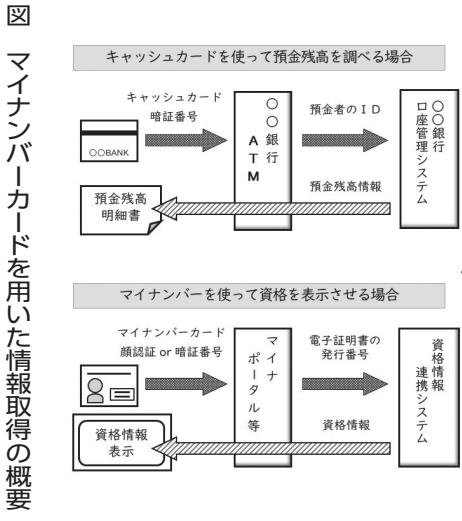 図 マイナンバーカードを用いた情報取得の概要
キャッシュカードを使って預金残高を調べる場合
キャッシュカード
暗証番号
○○BANK
○○銀行
ATM
預金者のID
預金残高情報
○○銀行
口座管理システム
預金残高
明細書
マイナンバーを使って資格を表示させる場合
マイナンバーカード
顔認証 or 暗証番号
マイナ
ポータル等
電子証明書の
発行番号
資格情報
資格情報
連携システム
資格情報
表示